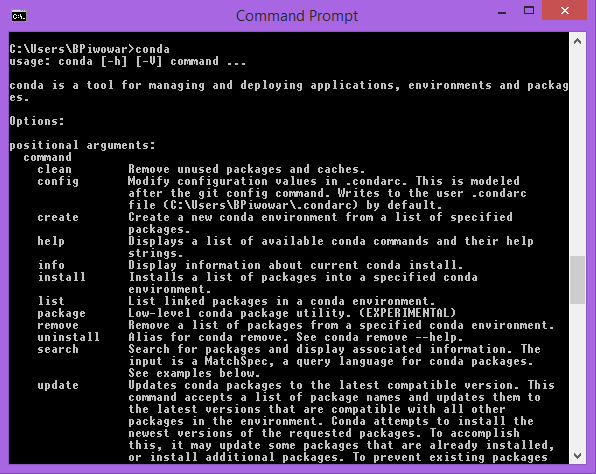 Command Prompt
C:\Users\BPiwowar>conda
usage: conda [-h] [-V] command ...
conda is a tool for managing and deploying applications, environments and packag
es.
Options:
positional arguments:
  command
    clean        Remove unused packages and caches.
    config       Modify configuration values in .condarc. This is modeled
                 after the git config command. Writes to the user .condarc
                 file (C:\Users\BPiwowar\.condarc) by default.
    create       Create a new conda environment from a list of specified
                 packages.
    help         Displays a list of available conda commands and their help
                 strings.
    info         Display information about current conda install.
    install      Installs a list of packages into a specified conda
                 environment.
    list         List linked packages in a conda environment.
    package      Low-level conda package utility. (EXPERIMENTAL)
    remove       Remove a list of packages from a specified conda environment.
    uninstall    Alias for conda remove. See conda remove --help.
    search       Search for packages and display associated information. The
                 input is a MatchSpec, a query language for conda packages.
                 See examples below.
    update       Updates conda packages to the latest compatible version. This
                 command accepts a list of package names and updates them to
                 the latest versions that are compatible with all other
                 packages in the environment. Conda attempts to install the
                 newest versions of the requested packages. To accomplish
                 this, it may update some packages that are already installed,
                 or install additional packages. To prevent existing packages